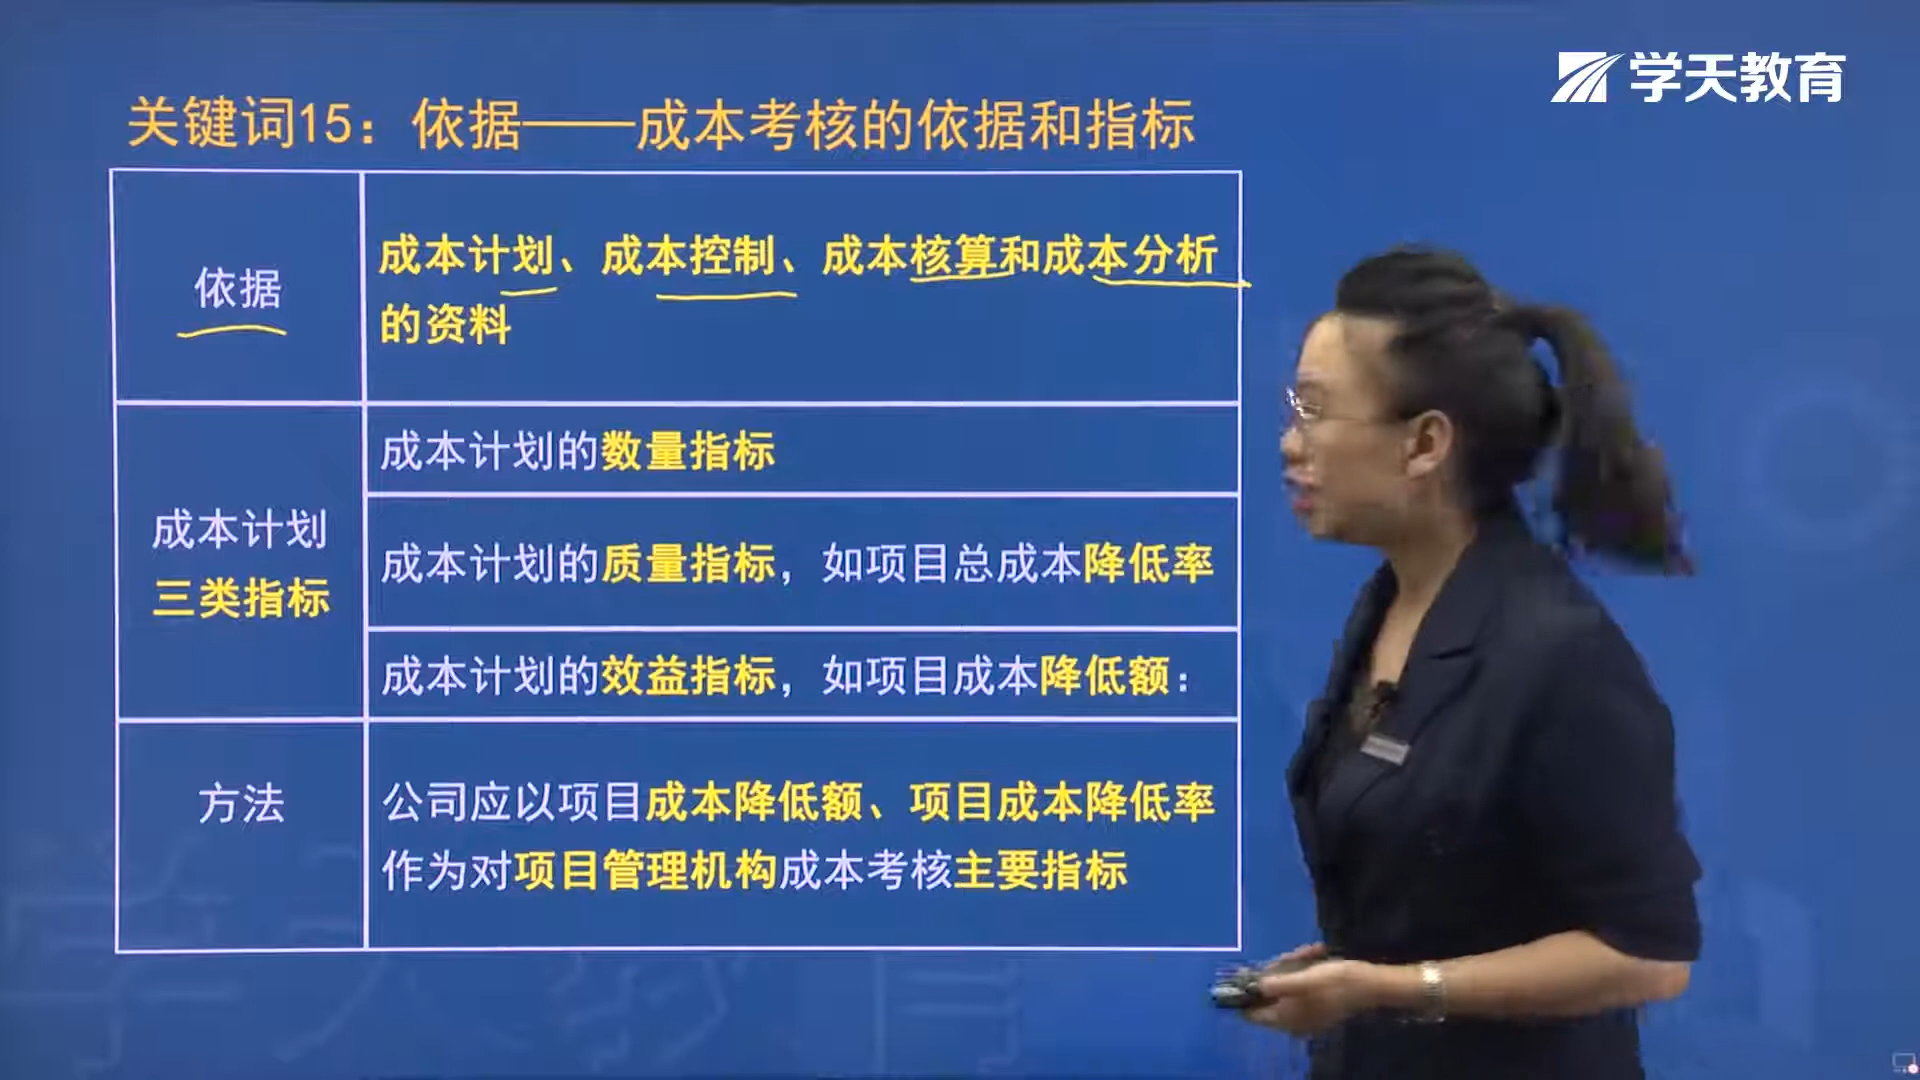 学天教育
关键词15：依据——成本考核的依据和指标
依据
成本计划、成本控制、成本核算和成本分析
的资料
成本计划
三类指标
成本计划的数量指标
成本计划的质量指标，如项目总成本降低率
成本计划的效益指标，如项目成本降低额：
方法
公司应以项目成本降低额、项目成本降低率
作为对项目管理机构成本考核主要指标
学天教育